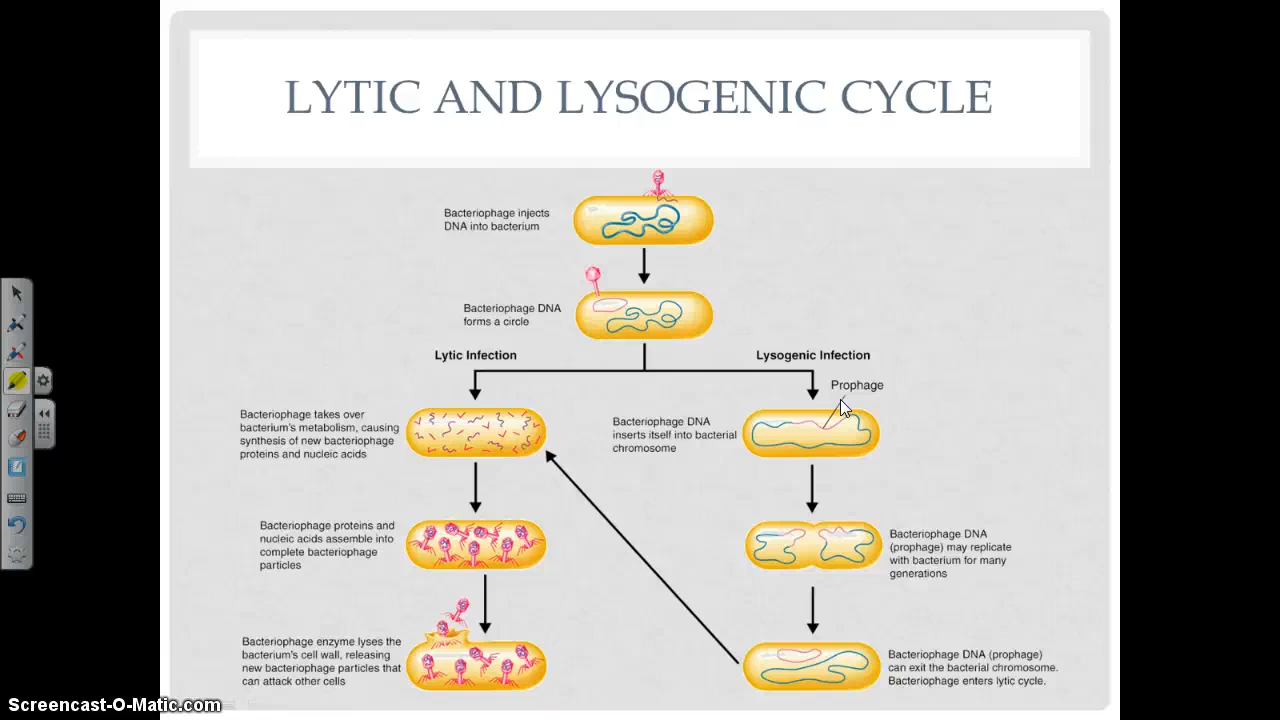 LYTIC AND LYSOGENIC CYCLE
Bacteriophage injects
DNA into bacterium
Bacteriophage DNA
forms a circle
Lytic Infection
Lysogenic Infection
Prophage
Bacteriophage takes over
bacterium's metabolism, causing
synthesis of new bacteriophage
proteins and nucleic acids
Bacteriophage DNA
inserts itself into bacterial
chromosome
Bacteriophage proteins and
nucleic acids assemble into
complete bacteriophage
particles
Bacteriophage DNA
(prophage) may replicate
with bacterium for many
generations
Bacteriophage enzyme lyses the
bacterium's cell wall, releasing
new bacteriophage particles that
can attack other cells
Bacteriophage DNA (prophage)
can exit the bacterial chromosome.
Bacteriophage enters lytic cycle.
Screencast-O-Matic.com